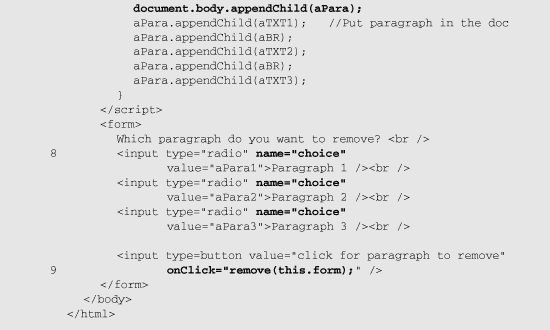 document.body.appendChild(aPara);
aPara.appendChild(aTXT1);   //Put paragraph in the doc
aPara.appendChild(aBR);
aPara.appendChild(aTXT2);
aPara.appendChild(aBR);
aPara.appendChild(aTXT3);
}
</script>
<form>
Which paragraph do you want to remove? <br />
8 <input type="radio" name="choice"
value="aPara1">Paragraph 1 /><br />
<input type="radio" name="choice"
value="aPara2">Paragraph 2 /><br />
<input type="radio" name="choice"
value="aPara3">Paragraph 3 /><br />
<input type=button value="click for paragraph to remove"
9 onClick="remove(this.form);" />
</form>
</body>
</html>